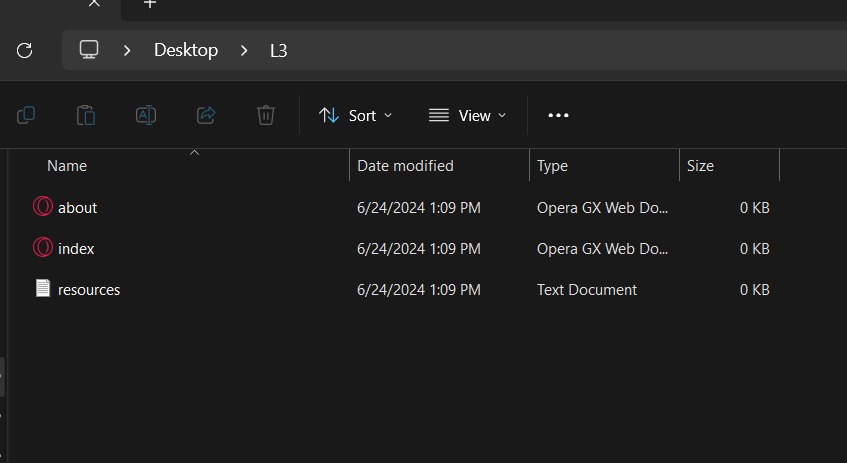 Desktop L3
Sort View
Name Date modified Type Size
about 6/24/2024 1:09 PM Opera GX Web Do... 0 KB
index 6/24/2024 1:09 PM Opera GX Web Do... 0 KB
resources 6/24/2024 1:09 PM Text Document 0 KB